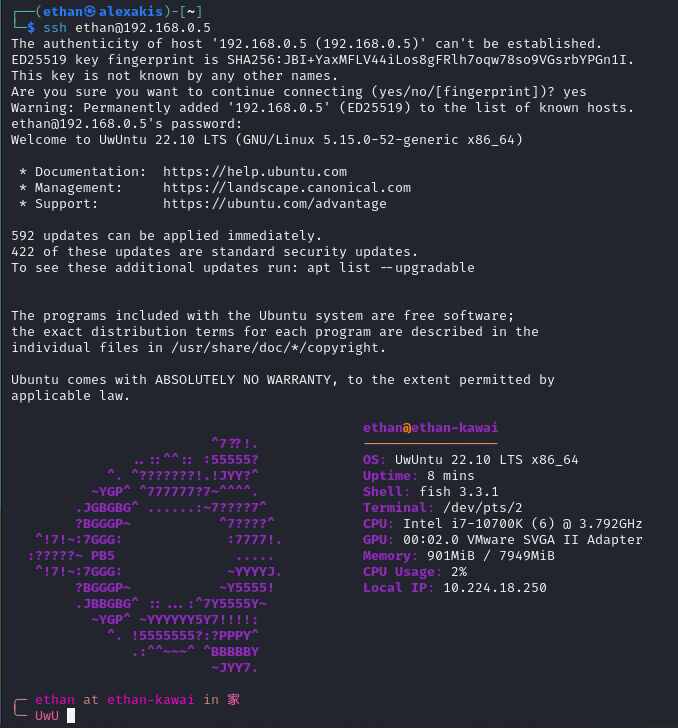 ┌──(ethan㉿alexakis)-[~]
└─$ ssh ethan@192.168.0.5
The authenticity of host '192.168.0.5 (192.168.0.5)' can't be established.
ED25519 key fingerprint is SHA256:JBI+YaxMFLV44iLos8gFRlh7oqw78so9VGsrbYPGn1I.
This key is not known by any other names.
Are you sure you want to continue connecting (yes/no/[fingerprint])? yes
Warning: Permanently added '192.168.0.5' (ED25519) to the list of known hosts.
ethan@192.168.0.5's password:
Welcome to UwUntu 22.10 LTS (GNU/Linux 5.15.0-52-generic x86_64)
* Documentation:  https://help.ubuntu.com
* Management:     https://landscape.canonical.com
* Support:        https://ubuntu.com/advantage
592 updates can be applied immediately.
422 of these updates are standard security updates.
To see these additional updates run: apt list --upgradable
The programs included with the Ubuntu system are free software;
the exact distribution terms for each program are described in the
individual files in /usr/share/doc/*/copyright.
Ubuntu comes with ABSOLUTELY NO WARRANTY, to the extent permitted by
applicable law.
ethan@ethan-kawai
-----------------
^7??!.
..::^^:: :55555? OS: UwUntu 22.10 LTS x86_64
^. ^???????!.!JYY?^ Uptime: 8 mins
~YGP^ ^777777?7~^^^^. Shell: fish 3.3.1
.JGBGBG^ ......:~7????7^ Terminal: /dev/pts/2
?BGGGP~ ^7????^ CPU: Intel i7-10700K (6) @ 3.792GHz
^!7!~:7GGG: :7777!. GPU: 00:02.0 VMware SVGA II Adapter
:?????~ PB5 ..... Memory: 901MiB / 7949MiB
^!7!~:7GGG: ~YYYYJ. CPU Usage: 2%
?BGGGP~ ~Y5555! Local IP: 10.224.18.250
.JBBGBG^ :: ...:^7Y5555Y~
~YGP^ ~YYYYYY5Y7!!!!:
^. !5555555?:?PPPY^
.:^^~~~^ ^BBBBBY
~JYY7.
╭─ ethan at ethan-kawai in 家
╰─ UwU